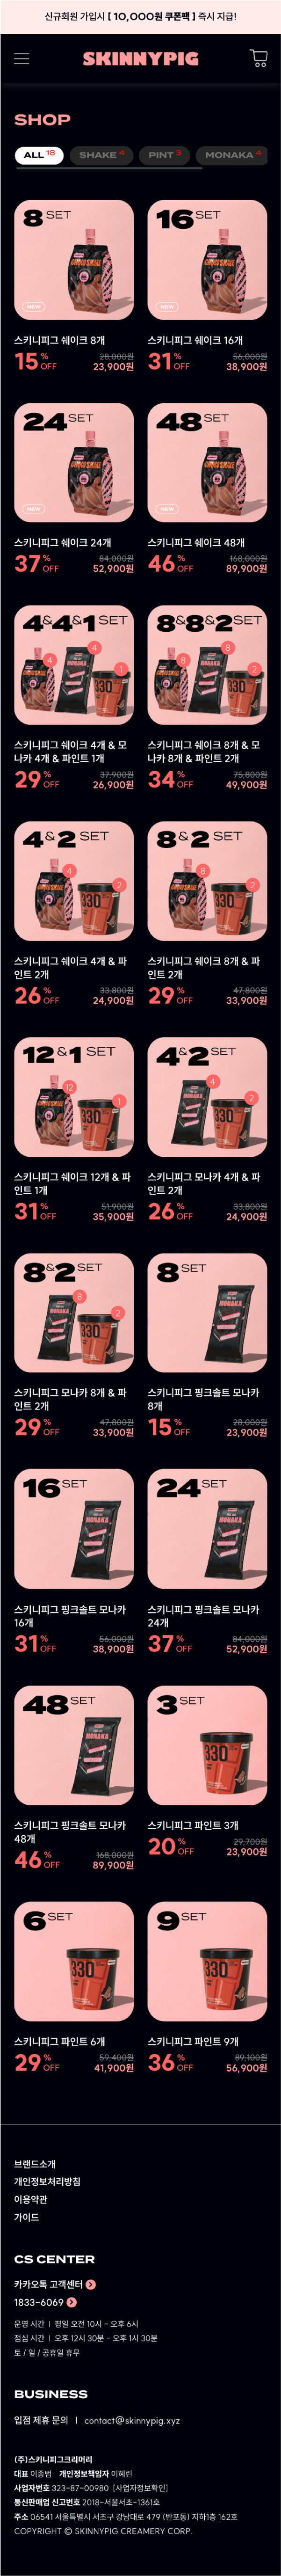 신규회원 가입시 [ 10,000원 쿠폰팩 ] 즉시 지급!
SKINNYPIG
SHOP
ALL 18 SHAKE 4 PINT 3 MONAKA 4
8 SET
NEW
스키니피그 쉐이크 8개
15 % OFF 28,000원 23,900원
16 SET
NEW
스키니피그 쉐이크 16개
31 % OFF 56,000원 38,900원
24 SET
NEW
스키니피그 쉐이크 24개
37 % OFF 84,000원 52,900원
48 SET
NEW
스키니피그 쉐이크 48개
46 % OFF 168,000원 89,900원
4&4&1 SET
4
4
1
MONAKA
330
스키니피그 쉐이크 4개 & 모
나카 4개 & 파인트 1개
29 % OFF 37,900원 26,900원
8&8&2 SET
8
8
2
MONAKA
330
스키니피그 쉐이크 8개 & 모
나카 8개 & 파인트 2개
34 % OFF 75,800원 49,900원
4&2 SET
4
2
330
스키니피그 쉐이크 4개 & 파
인트 2개
26 % OFF 33,800원 24,900원
8&2 SET
8
2
330
스키니피그 쉐이크 8개 & 파
인트 2개
29 % OFF 47,800원 33,900원
12&1 SET
12
1
330
스키니피그 쉐이크 12개 & 파
인트 1개
31 % OFF 51,900원 35,900원
4&2 SET
4
2
MONAKA
330
스키니피그 모나카 4개 & 파
인트 2개
26 % OFF 33,800원 24,900원
8&2 SET
8
2
MONAKA
330
스키니피그 모나카 8개 & 파
인트 2개
29 % OFF 47,800원 33,900원
8 SET
MONAKA
스키니피그 핑크솔트 모나카
8개
15 % OFF 28,000원 23,900원
16 SET
MONAKA
스키니피그 핑크솔트 모나카
16개
31 % OFF 56,000원 38,900원
24 SET
MONAKA
스키니피그 핑크솔트 모나카
24개
37 % OFF 84,000원 52,900원
48 SET
MONAKA
스키니피그 핑크솔트 모나카
48개
46 % OFF 168,000원 89,900원
3 SET
330
스키니피그 파인트 3개
20 % OFF 29,700원 23,900원
6 SET
330
스키니피그 파인트 6개
29 % OFF 59,400원 41,900원
9 SET
330
스키니피그 파인트 9개
36 % OFF 89,100원 56,900원
브랜드소개
개인정보처리방침
이용약관
가이드
CS CENTER
카카오톡 고객센터
1833-6069
운영 시간 | 평일 오전 10시 - 오후 6시
점심 시간 | 오후 12시 30분 - 오후 1시 30분
토 / 일 / 공휴일 휴무
BUSINESS
입점 제휴 문의 | contact@skinnypig.xyz
(주)스키니피그크리머리
대표 이종범 개인정보책임자 이혜린
사업자번호 323-87-00980 [사업자정보확인]
통신판매업 신고번호 2018-서울서초-1361호
주소 06541 서울특별시 서초구 강남대로 479 (반포동) 지하1층 162호
COPYRIGHT © SKINNYPIG CREAMERY CORP.